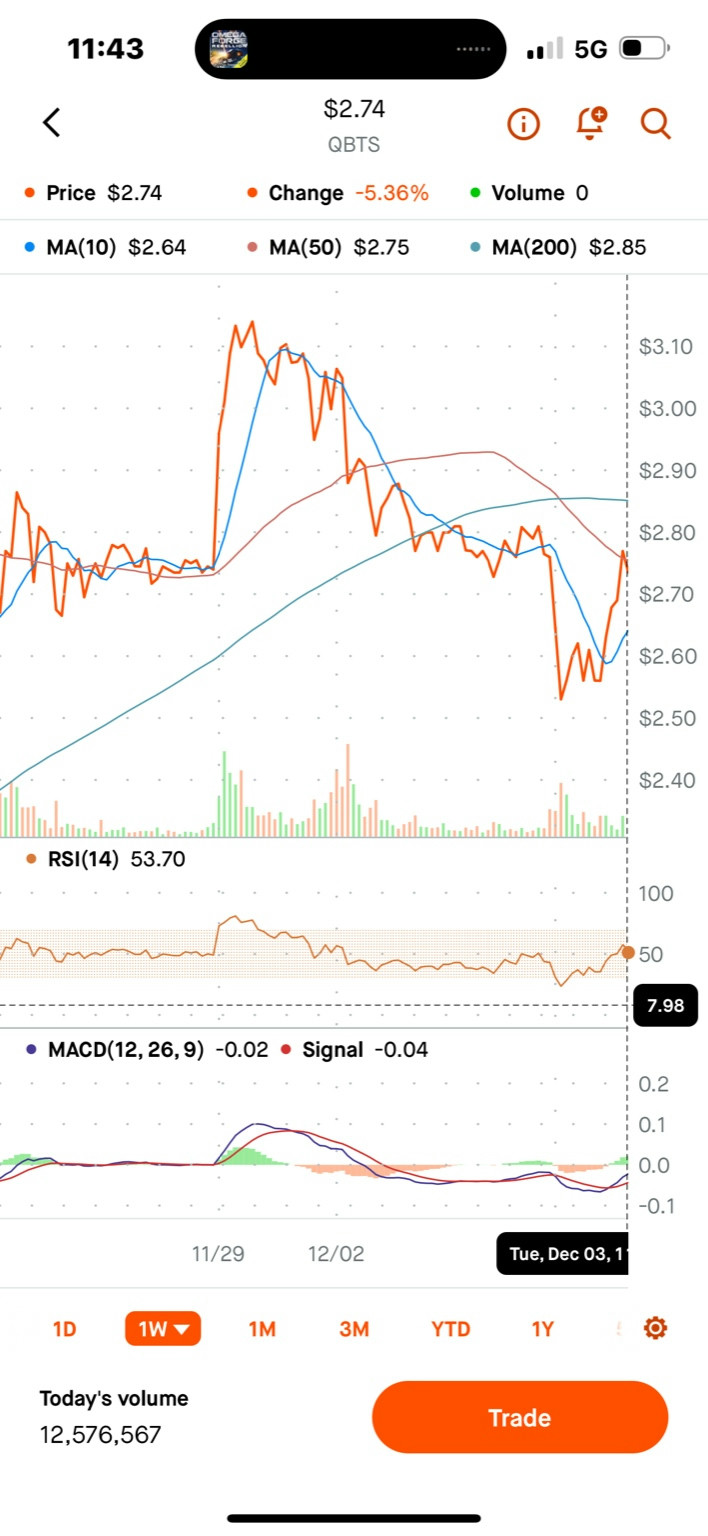 11:43
OMEGA
FORCE
REBELLION
5G
$2.74
QBTS
Price $2.74 Change -5.36% Volume 0
MA(10) $2.64 MA(50) $2.75 MA(200) $2.85
$3.10
$3.00
$2.90
$2.80
$2.70
$2.60
$2.50
$2.40
RSI(14) 53.70
100
50
7.98
MACD(12, 26, 9) -0.02 Signal -0.04
0.2
0.1
0.0
-0.1
11/29 12/02 Tue, Dec 03, 1
1D 1W 1M 3M YTD 1Y
Today's volume
12,576,567
Trade